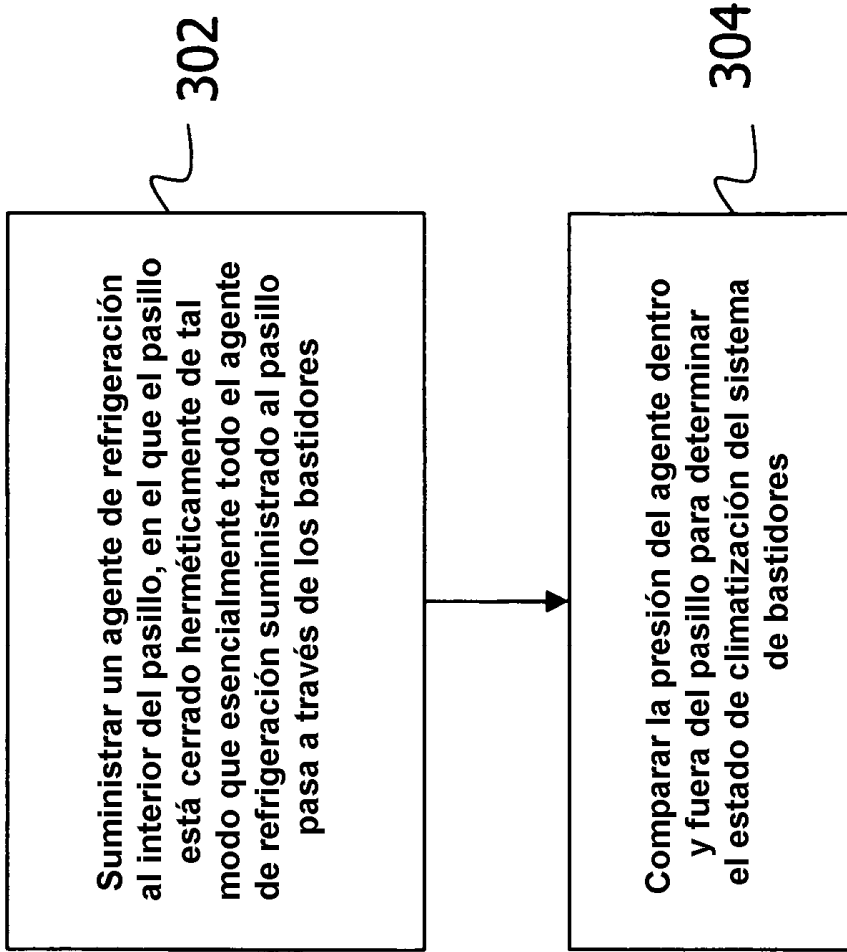 Suministrar un agente de refrigeración
al interior del pasillo, en el que el pasillo
está cerrado herméticamente de tal
modo que esencialmente todo el agente
de refrigración suministrado al pasillo
pasa a través de los bastidores
302
Comparar la presión del agente dentro
y fuera del pasillo para determinar
el estado de climatización del sistema
de bastidores
304